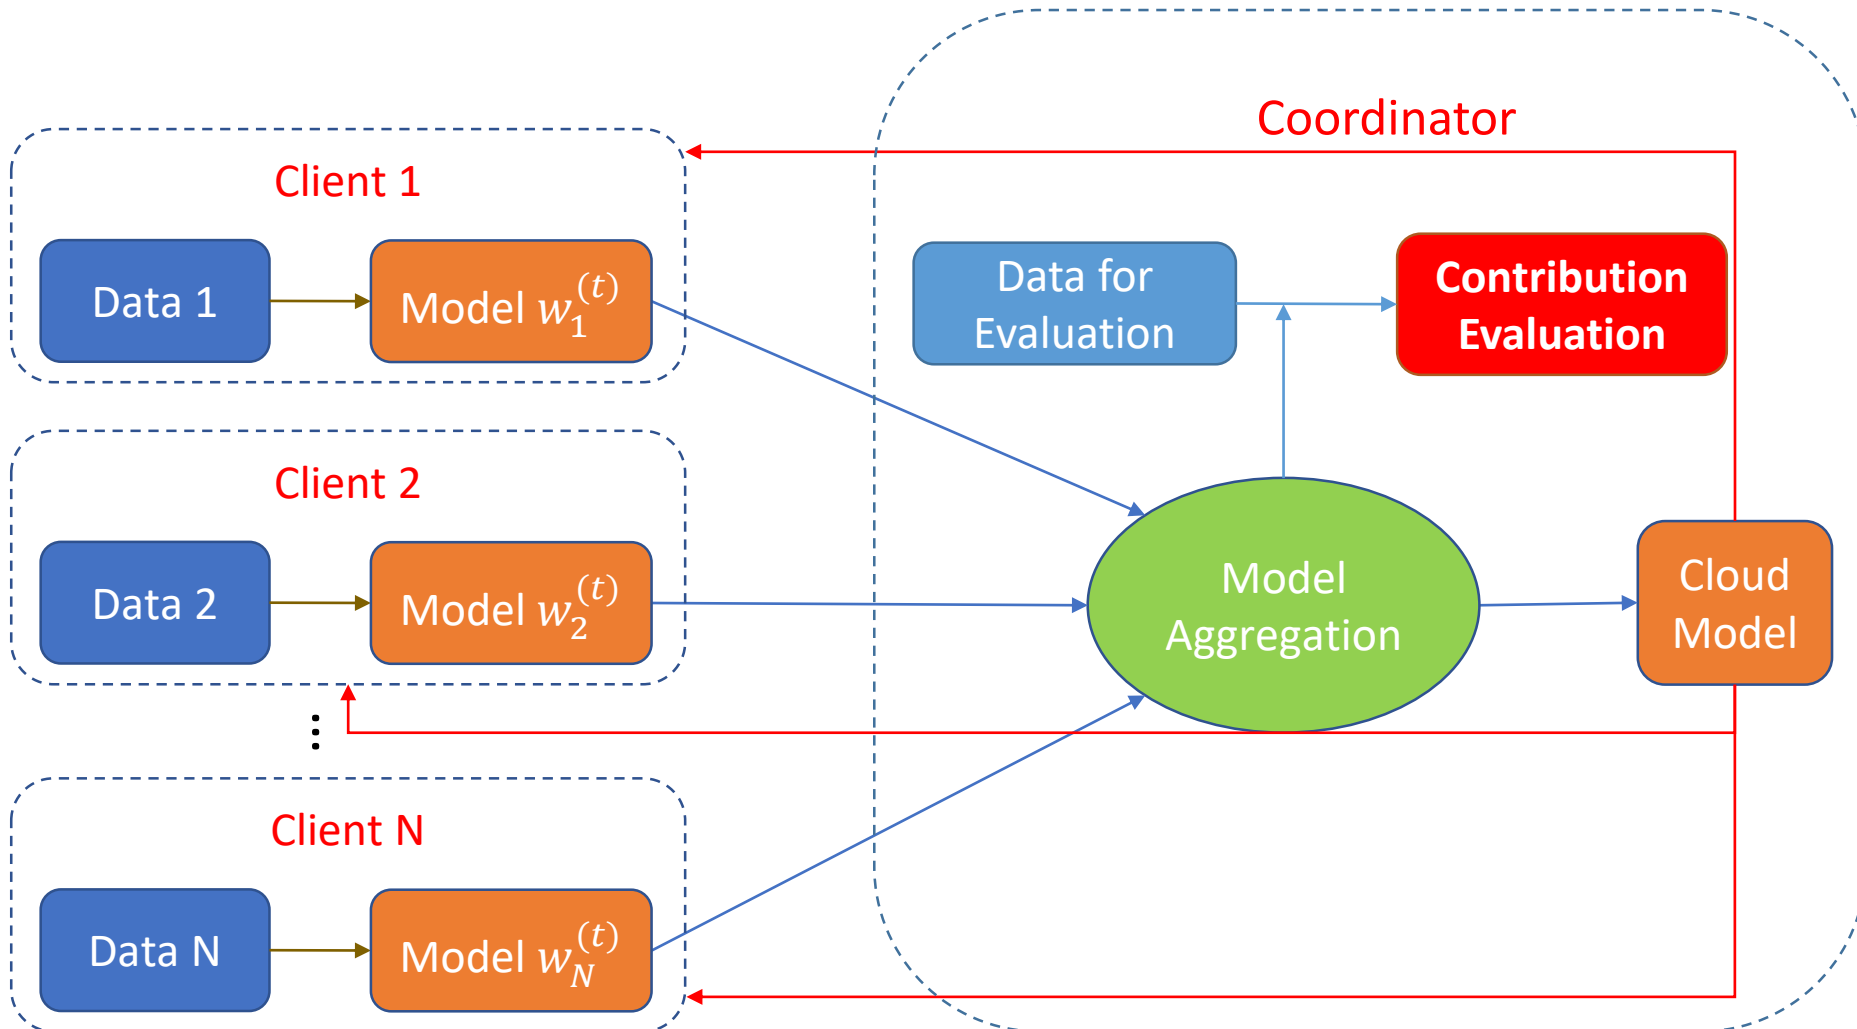 Coordinator
Client 1
Data 1
Model $w_1^{(t)}$
Data for
Evaluation
Contribution
Evaluation
Client 2
Data 2
Model $w_2^{(t)}$
Model
Aggregation
Cloud
Model
⋮
Client N
Data N
Model $w_N^{(t)}$